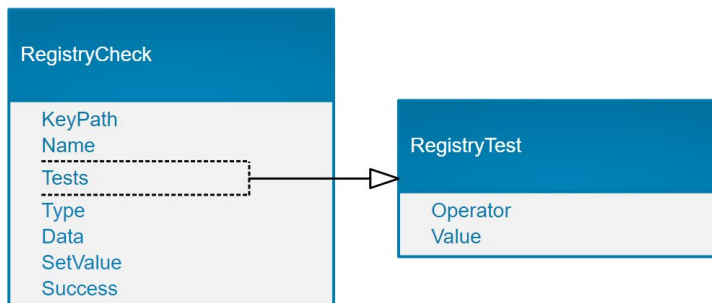 RegistryCheck
KeyPath
Name
Tests
Type
Data
SetValue
Success
RegistryTest
Operator
Value